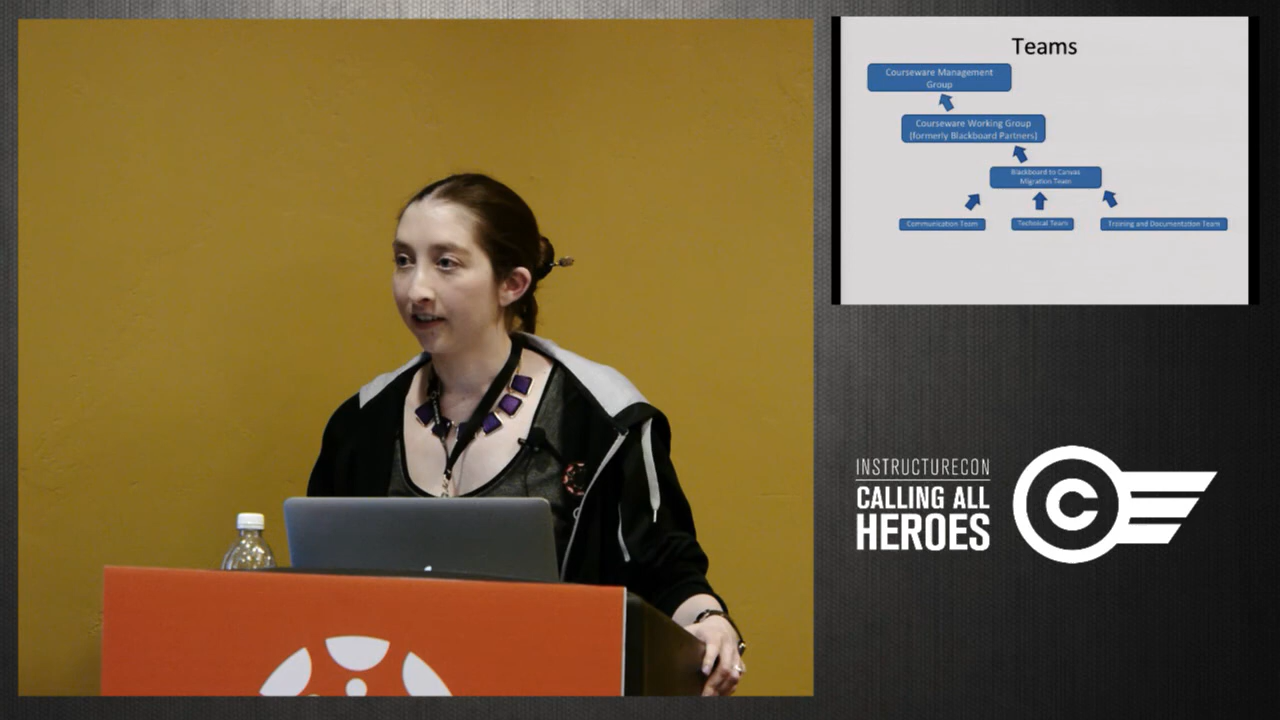 Teams
Courseware Management
Group
Courseware Working Group
(formerly Blackboard Partners)
Blackboard to Canvas
Migration Team
Communication Team
Technical Team
Training and Documentation Team
INSTRUCTURECON
CALLING ALL
HEROES
C